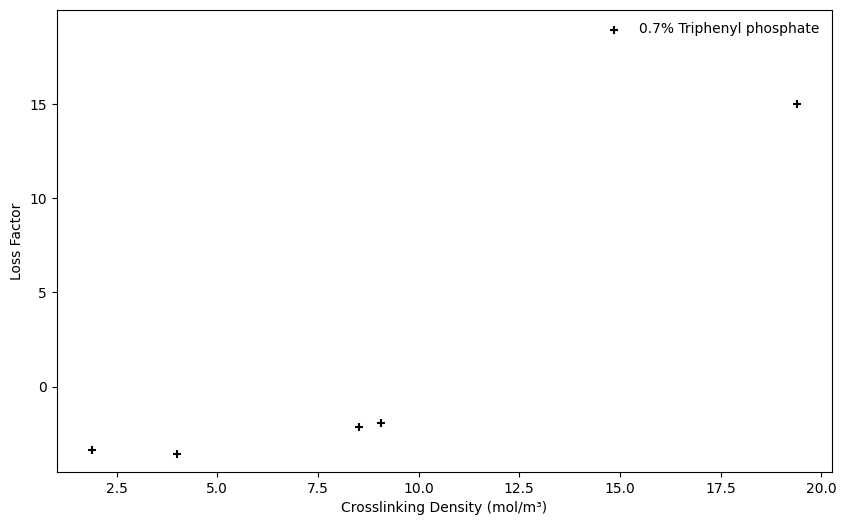 0.7% Triphenyl phosphate
15
10
5
0
Loss Factor
2.5 5.0 7.5 10.0 12.5 15.0 17.5 20.0
Crosslinking Density (mol/m³)